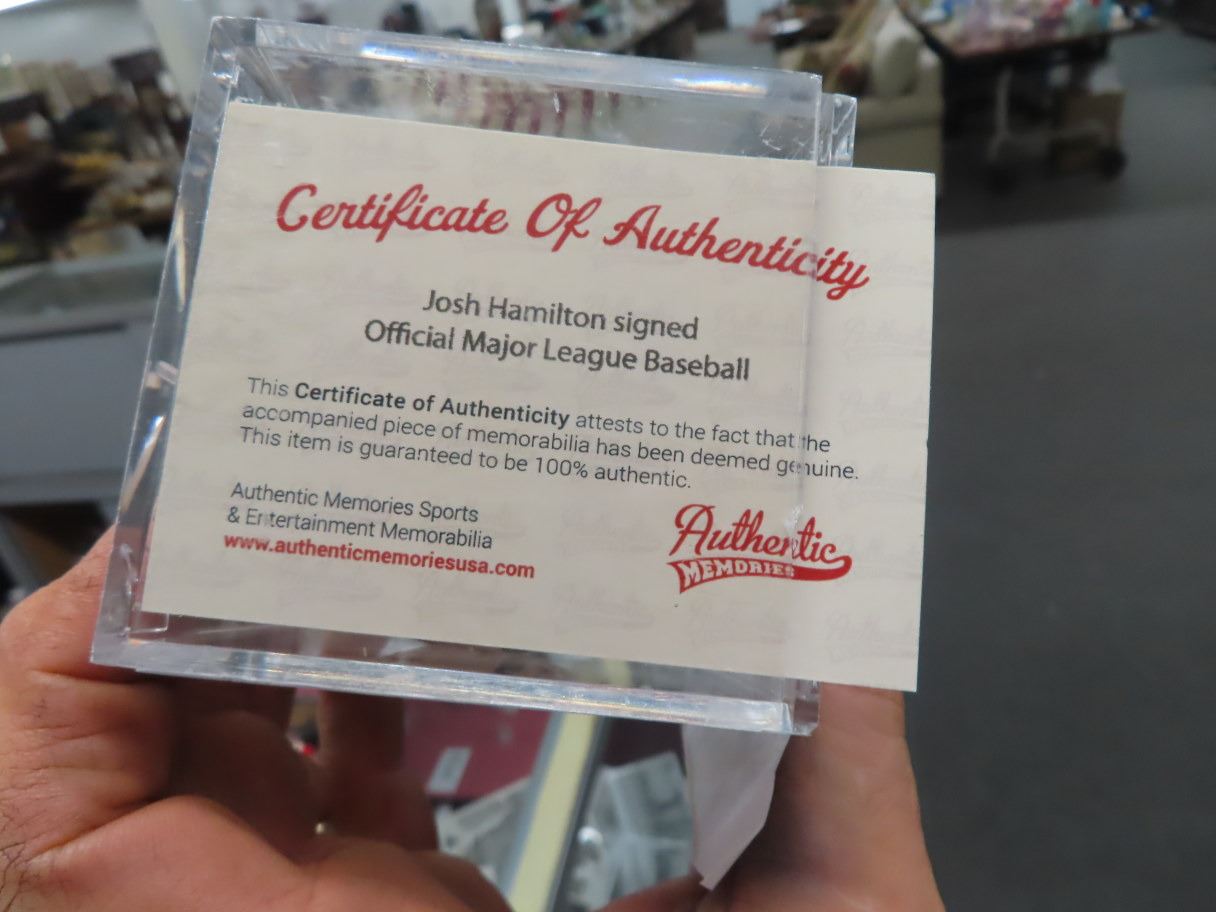 Certificate Of Authenticity
Josh Hamilton signed
Official Major League Baseball
This Certificate of Authenticity attests to the fact that the
accompanied piece of memorabilia has been deemed genuine.
This item is guaranteed to be 100% authentic.
Authentic Memories Sports
& Entertainment Memorabilia
www.authenticmemoriesusa.com
Authentic
MEMORIES